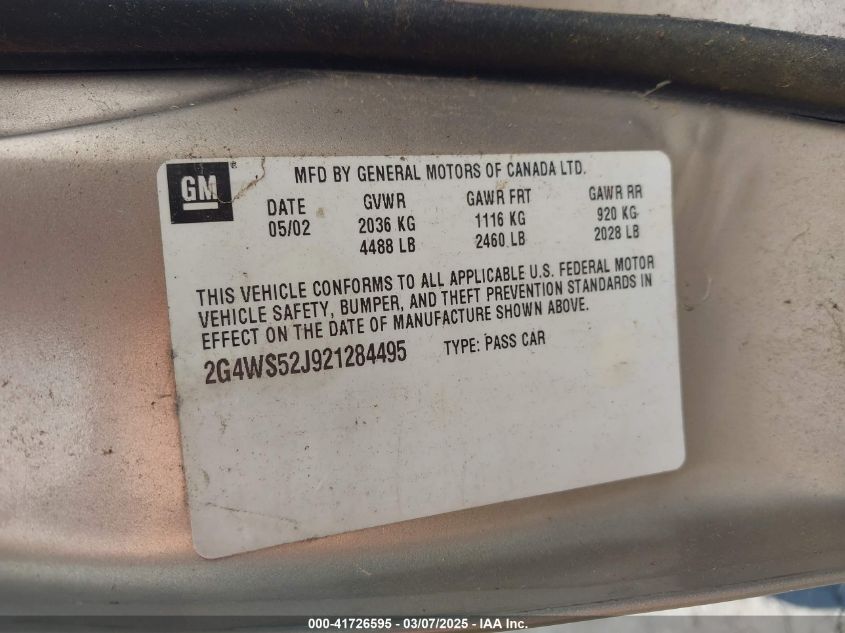 GM
MFD BY GENERAL MOTORS OF CANADA LTD.
DATE GVWR GAWR FRT GAWR RR
05/02 2036 KG 1116 KG 920 KG
4488 LB 2460 LB 2028 LB
THIS VEHICLE CONFORMS TO ALL APPLICABLE U.S. FEDERAL MOTOR
VEHICLE SAFETY, BUMPER, AND THEFT PREVENTION STANDARDS IN
EFFECT ON THE DATE OF MANUFACTURE SHOWN ABOVE.
2G4WS52J921284495 TYPE: PASS CAR
000-41726595 — 03/07/2025 — IAA Inc.